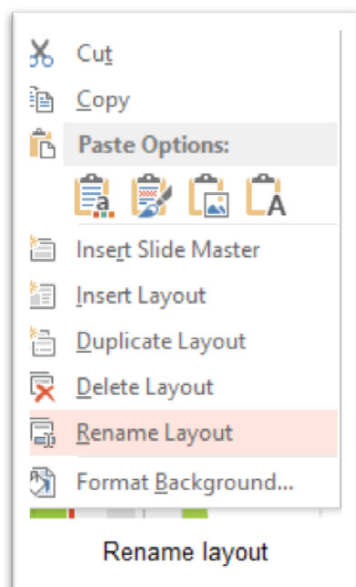 Cut
Copy
Paste Options:
a A
Insert Slide Master
Insert Layout
Duplicate Layout
Delete Layout
Rename Layout
Format Background...
Rename layout